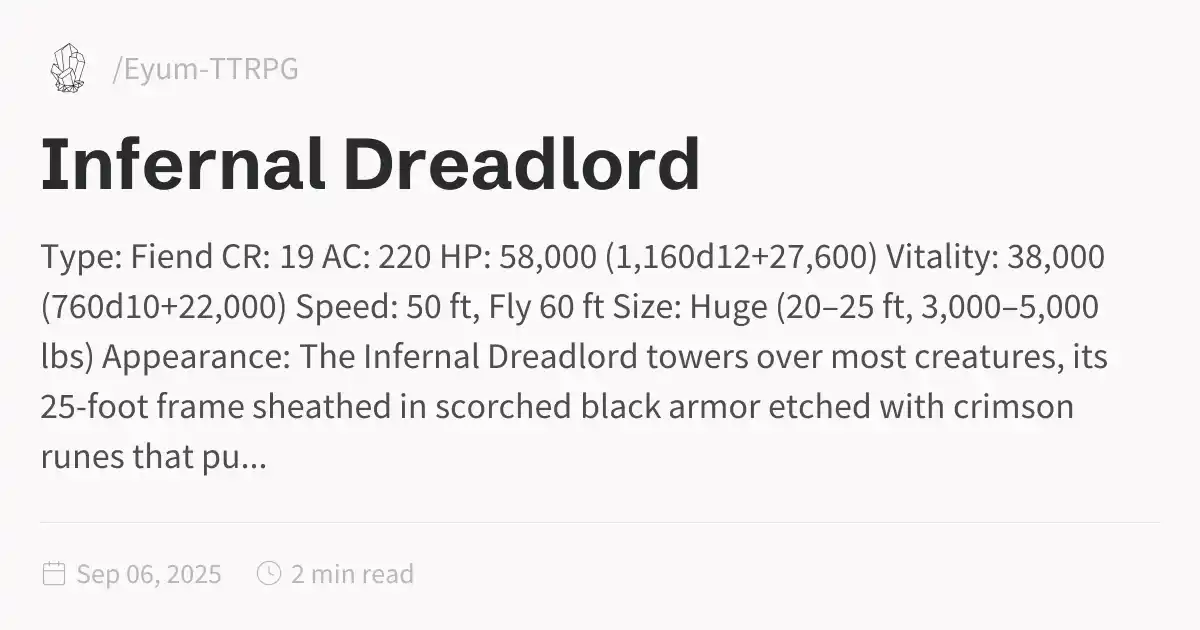 /Eyum-TTRPG
Infernal Dreadlord
Type: Fiend CR: 19 AC: 220 HP: 58,000 (1,160d12+27,600) Vitality: 38,000
(760d10+22,000) Speed: 50 ft, Fly 60 ft Size: Huge (20–25 ft, 3,000–5,000
lbs) Appearance: The Infernal Dreadlord towers over most creatures, its
25-foot frame sheathed in scorched black armor etched with crimson
runes that pu...
Sep 06, 2025 2 min read